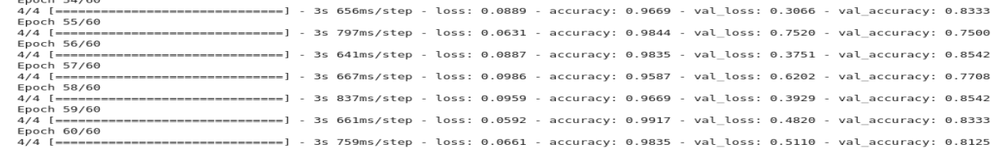 Epoch 54/60
4/4 [==============================] - 3s 656ms/step - loss: 0.0889 - accuracy: 0.9669 - val_loss: 0.3066 - val_accuracy: 0.8333
Epoch 55/60
4/4 [==============================] - 3s 797ms/step - loss: 0.0631 - accuracy: 0.9844 - val_loss: 0.7520 - val_accuracy: 0.7500
Epoch 56/60
4/4 [==============================] - 3s 641ms/step - loss: 0.0887 - accuracy: 0.9835 - val_loss: 0.3751 - val_accuracy: 0.8542
Epoch 57/60
4/4 [==============================] - 3s 667ms/step - loss: 0.0986 - accuracy: 0.9587 - val_loss: 0.6202 - val_accuracy: 0.7708
Epoch 58/60
4/4 [==============================] - 3s 837ms/step - loss: 0.0959 - accuracy: 0.9669 - val_loss: 0.3929 - val_accuracy: 0.8542
Epoch 59/60
4/4 [==============================] - 3s 661ms/step - loss: 0.0592 - accuracy: 0.9917 - val_loss: 0.4820 - val_accuracy: 0.8333
Epoch 60/60
4/4 [==============================] - 3s 759ms/step - loss: 0.0661 - accuracy: 0.9835 - val_loss: 0.5110 - val_accuracy: 0.8125